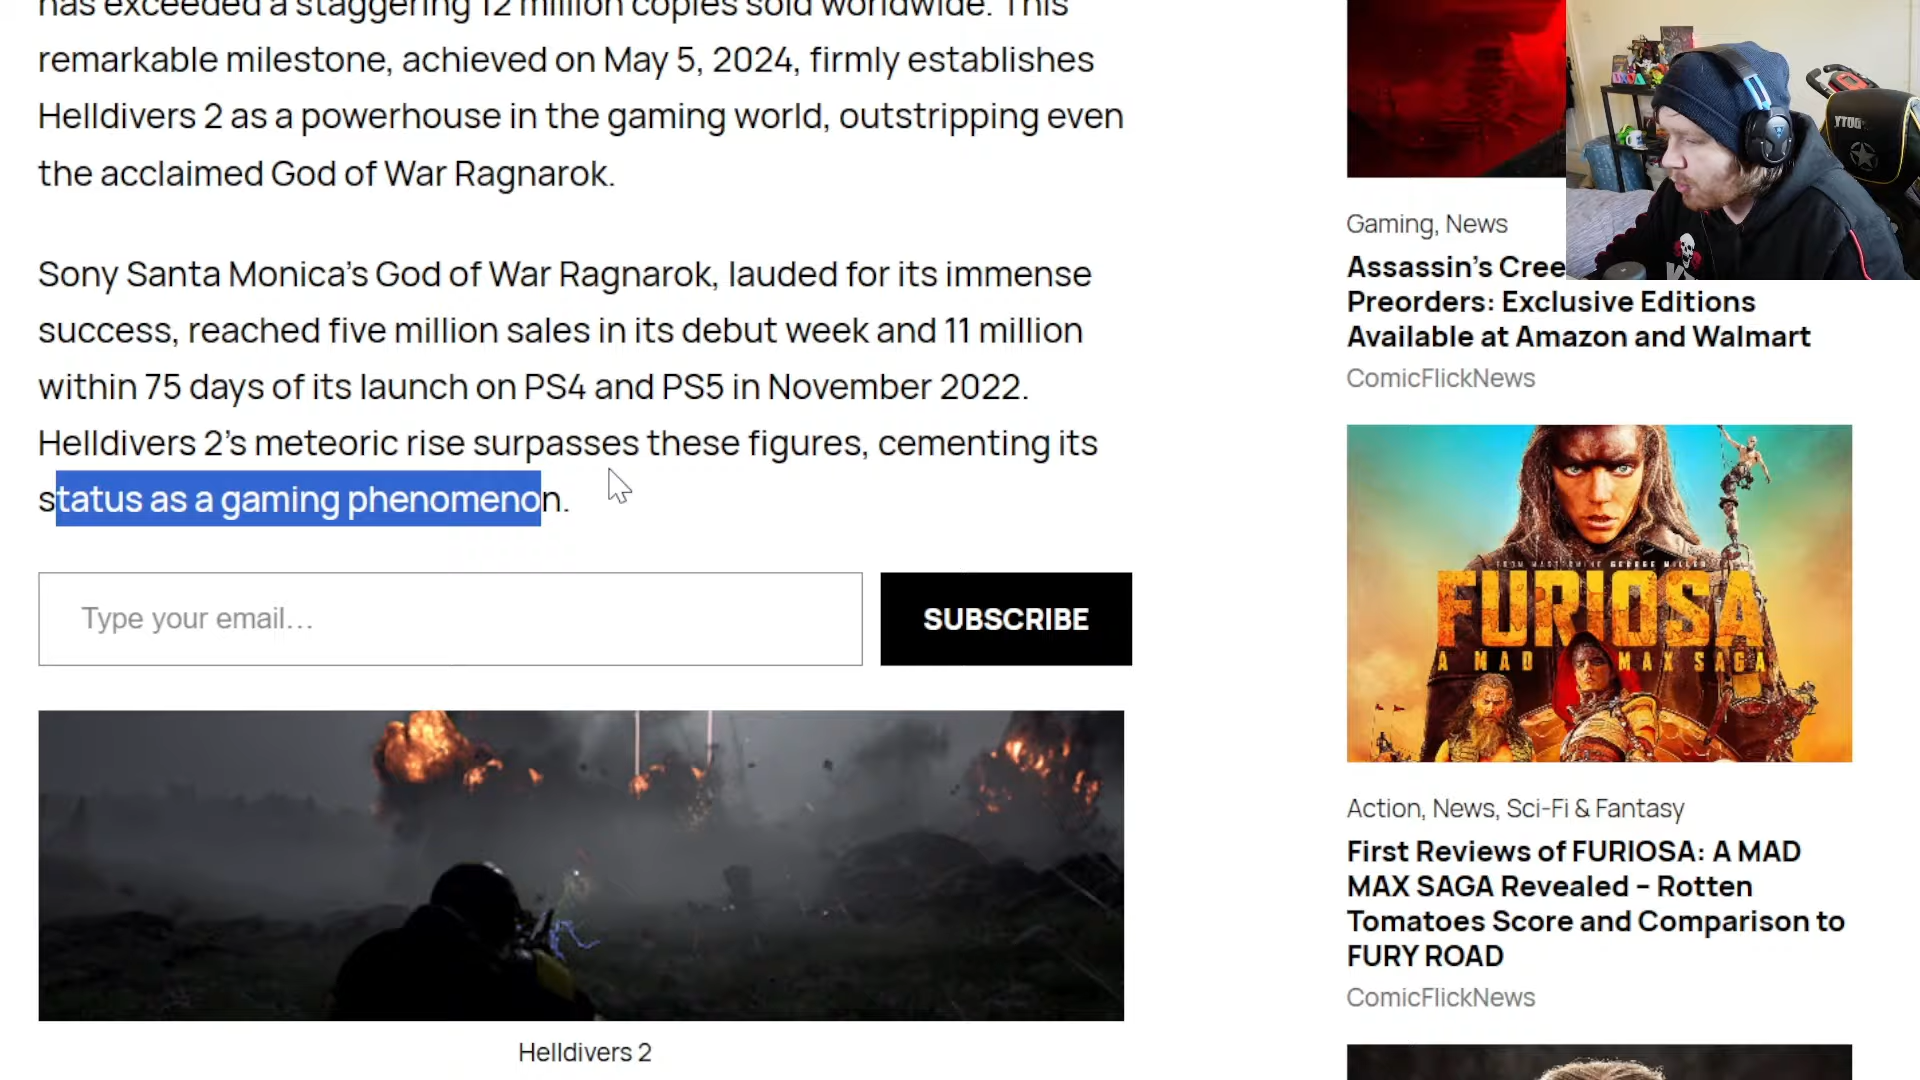 has exceeded a staggering 12 million copies sold worldwide. This
remarkable milestone, achieved on May 5, 2024, firmly establishes
Helldivers 2 as a powerhouse in the gaming world, outstripping even
the acclaimed God of War Ragnarok.
Sony Santa Monica's God of War Ragnarok, lauded for its immense
success, reached five million sales in its debut week and 11 million
within 75 days of its launch on PS4 and PS5 in November 2022.
Helldivers 2's meteoric rise surpasses these figures, cementing its
status as a gaming phenomenon.
Type your email...
SUBSCRIBE
Helldivers 2
Gaming, News
Assassin's Cree
Preorders: Exclusive Editions
Available at Amazon and Walmart
ComicFlickNews
FROM MASTERMIND GEORGE MILLER
FURIOSA
A MAD MAX SAGA
Action, News, Sci-Fi & Fantasy
First Reviews of FURIOSA: A MAD
MAX SAGA Revealed – Rotten
Tomatoes Score and Comparison to
FURY ROAD
ComicFlickNews